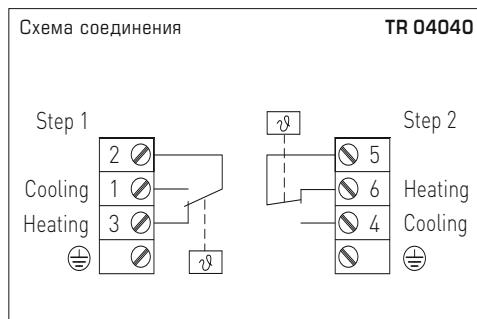 Схема соединения TR 04040
Step 1 ϑ Step 2
2 5
Cooling 1 6 Heating
Heating 3 4 Cooling
ϑ